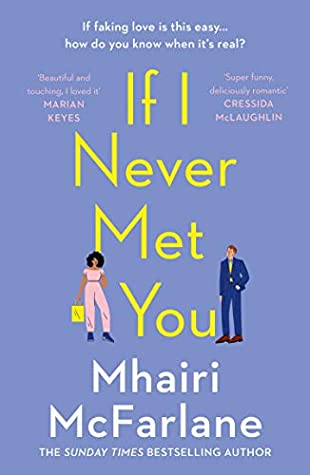 If faking love is this easy...
how do you know when it's real?
'Beautiful and
touching, I loved it'
MARIAN
KEYES
'Super funny,
deliciously romantic'
CRESSIDA
McLAUGHLIN
If I
Never
Met
You
Mhairi
McFarlane
THE SUNDAY TIMES BESTSELLING AUTHOR